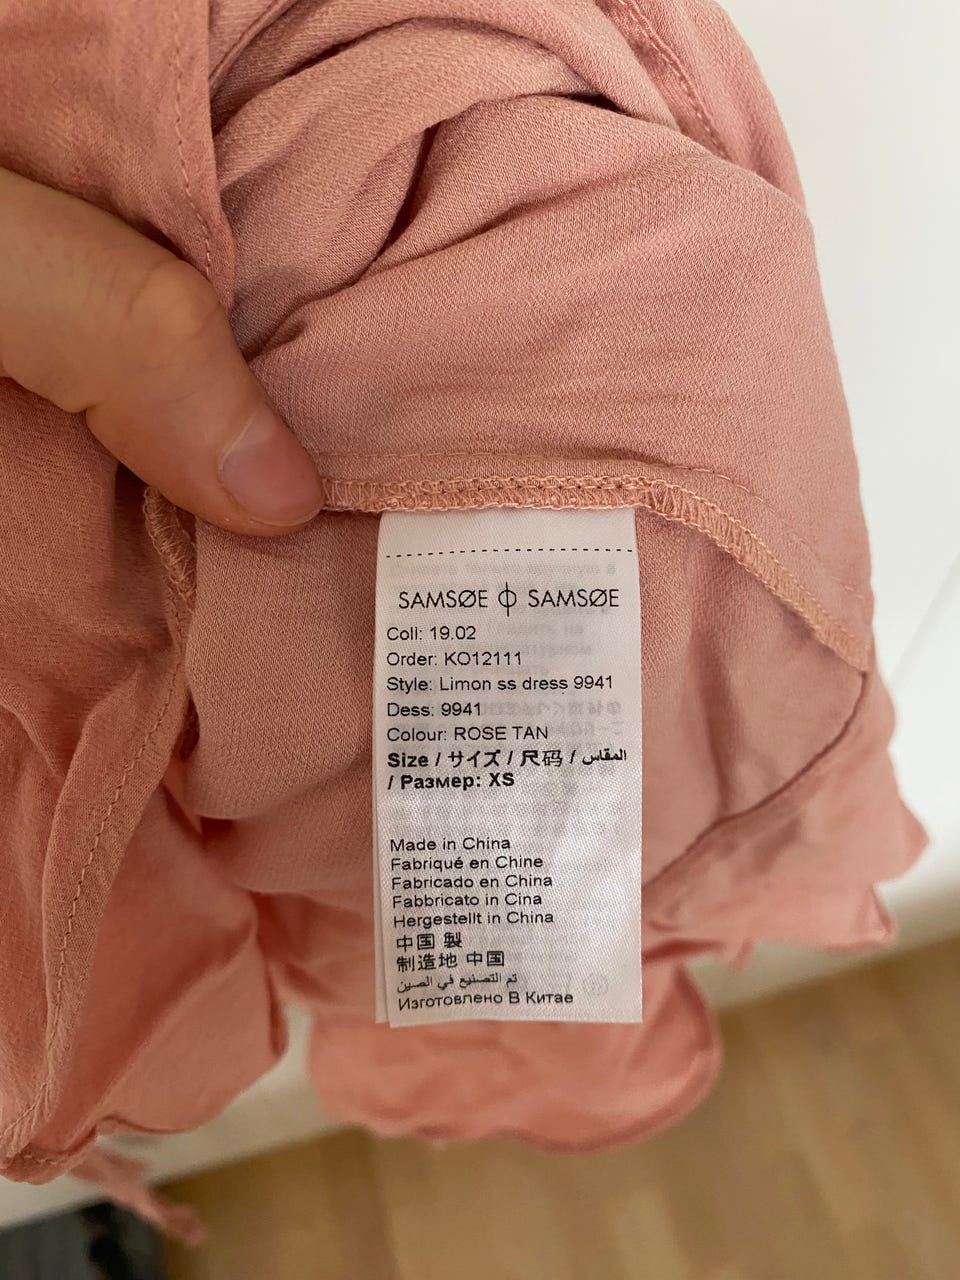 SAMSØE ϕ SAMSØE
Coll: 19.02
Order: KO12111
Style: Limon ss dress 9941
Dess: 9941
Colour: ROSE TAN
Size / サイズ / 尺码 / المقاس
/ Размер: XS
Made in China
Fabriqué en Chine
Fabricado en China
Fabbricato in Cina
Hergestellt in China
中国 製
制造地 中国
تم التصنيع في الصين
Изготовлено В Китае